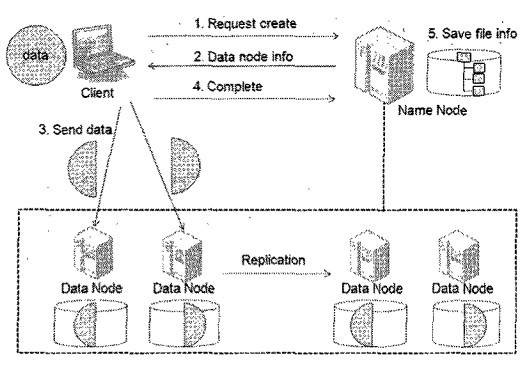 1. Request create
data
2. Data node info
5. Save file info
Client
4. Complete
Name Node
3. Send data
Replication
Data Node
Data Node
Data Node
Data Node